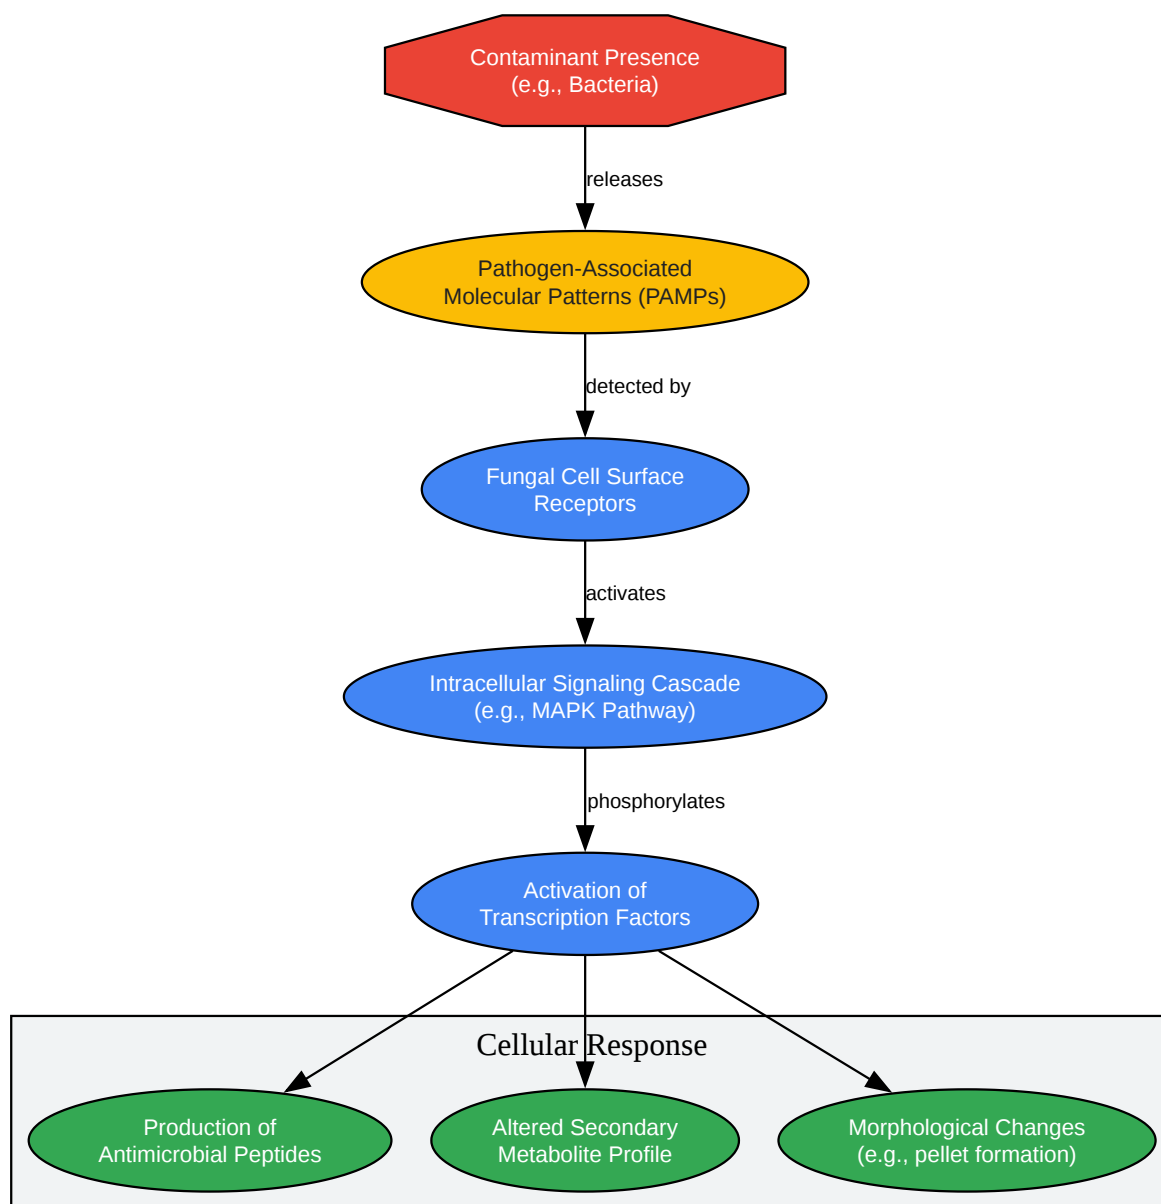 Contaminant Presence
(e.g., Bacteria)
releases
Pathogen-Associated
Molecular Patterns (PAMPs)
detected by
Fungal Cell Surface
Receptors
activates
Intracellular Signaling Cascade
(e.g., MAPK Pathway)
phosphorylates
Activation of
Transcription Factors
Cellular Response
Production of
Antimicrobial Peptides
Altered Secondary
Metabolite Profile
Morphological Changes
(e.g., pellet formation)